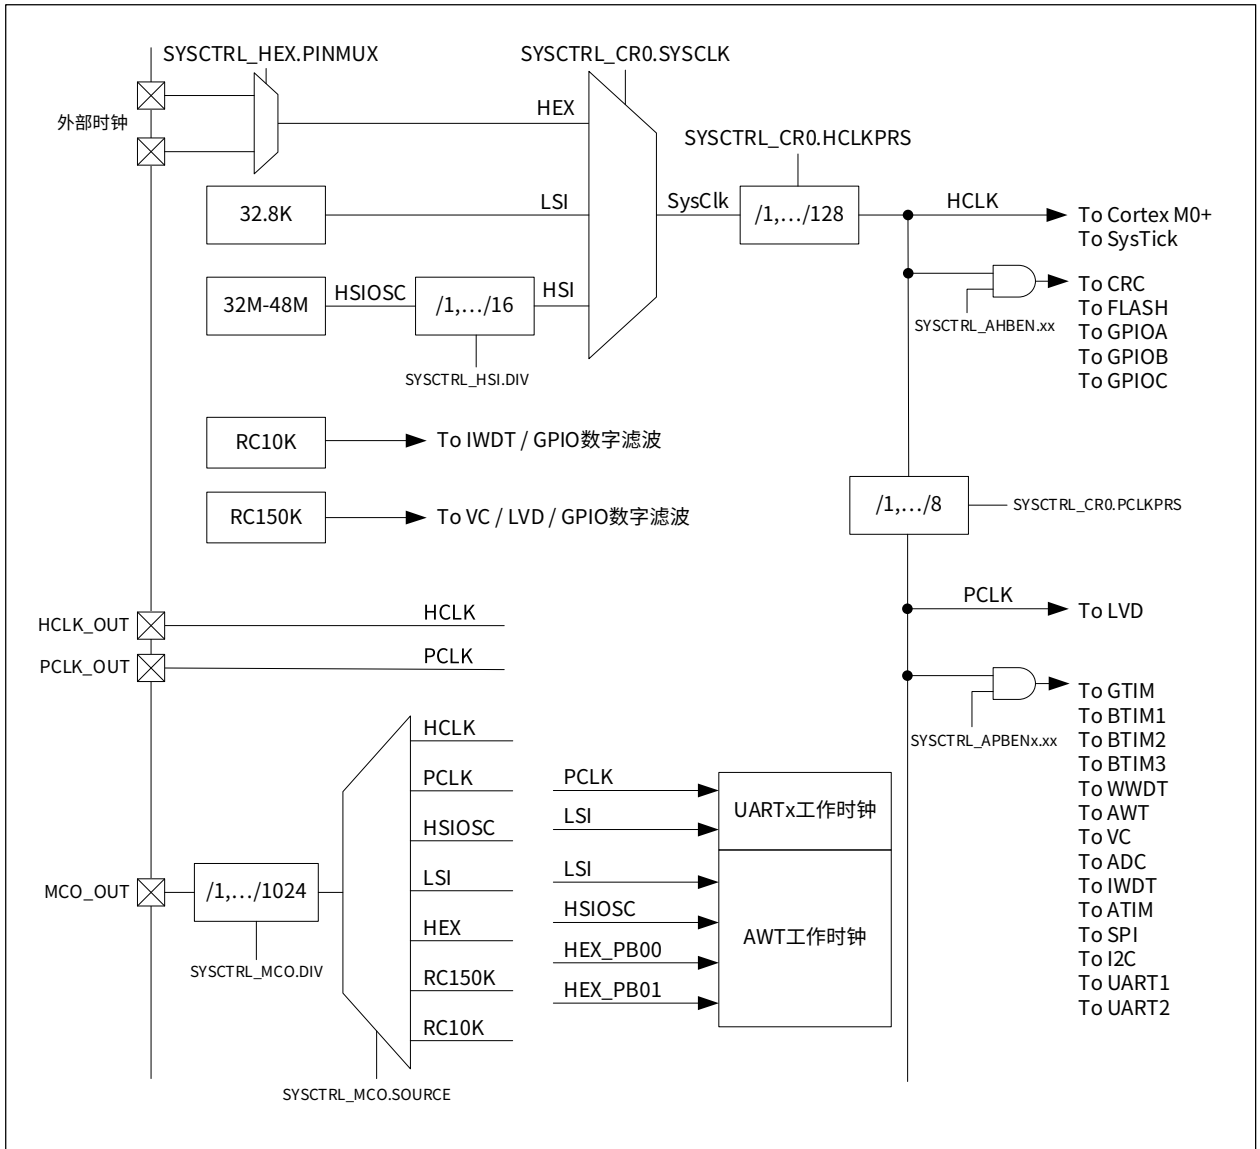 SYSCTRL_HEX.PINMUX
SYSCTRL_CR0.SYSCLK
外部时钟
HEX
SYSCTRL_CR0.HCLKPRS
32.8K
LSI
SysClk
/1,…/128
HCLK
To Cortex M0+
To SysTick
32M-48M
HSIOSC
/1,…/16
HSI
SYSCTRL_HSI.DIV
SYSCTRL_AHBEN.xx
To CRC
To FLASH
To GPIOA
To GPIOB
To GPIOC
RC10K
To IWDT / GPIO数字滤波
RC150K
To VC / LVD / GPIO数字滤波
/1,…/8
SYSCTRL_CR0.PCLKPRS
HCLK_OUT
HCLK
PCLK_OUT
PCLK
PCLK
To LVD
SYSCTRL_APBENx.xx
To GTIM
To BTIM1
To BTIM2
To BTIM3
To WWDT
To AWT
To VC
To ADC
To IWDT
To ATIM
To SPI
To I2C
To UART1
To UART2
MCO_OUT
/1,…/1024
SYSCTRL_MCO.DIV
HCLK
PCLK
HSIOSC
LSI
HEX
RC150K
RC10K
SYSCTRL_MCO.SOURCE
PCLK
LSI
UARTx工作时钟
LSI
HSIOSC
HEX_PB00
HEX_PB01
AWT工作时钟